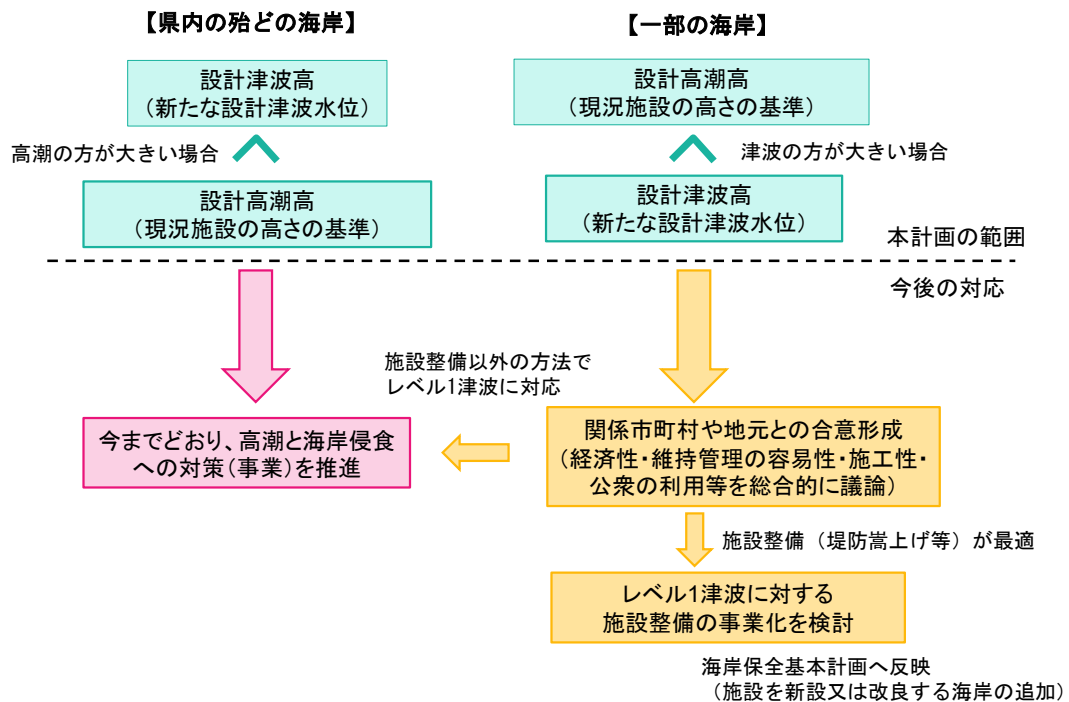 【県内の殆どの海岸】
設計津波高
（新たな設計津波水位）
高潮の方が大きい場合
設計高潮高
（現況施設の高さの基準）
【一部の海岸】
設計高潮高
（現況施設の高さの基準）
津波の方が大きい場合
設計津波高
（新たな設計津波水位）
本計画の範囲
今後の対応
施設整備以外の方法で
レベル1津波に対応
今までどおり、高潮と海岸侵食
への対策（事業）を推進
関係市町村や地元との合意形成
（経済性・維持管理の容易性・施工性・
公衆の利用等を総合的に議論）
施設整備（堤防嵩上げ等）が最適
レベル1津波に対する
施設整備の事業化を検討
海岸保全基本計画へ反映
（施設を新設又は改良する海岸の追加）